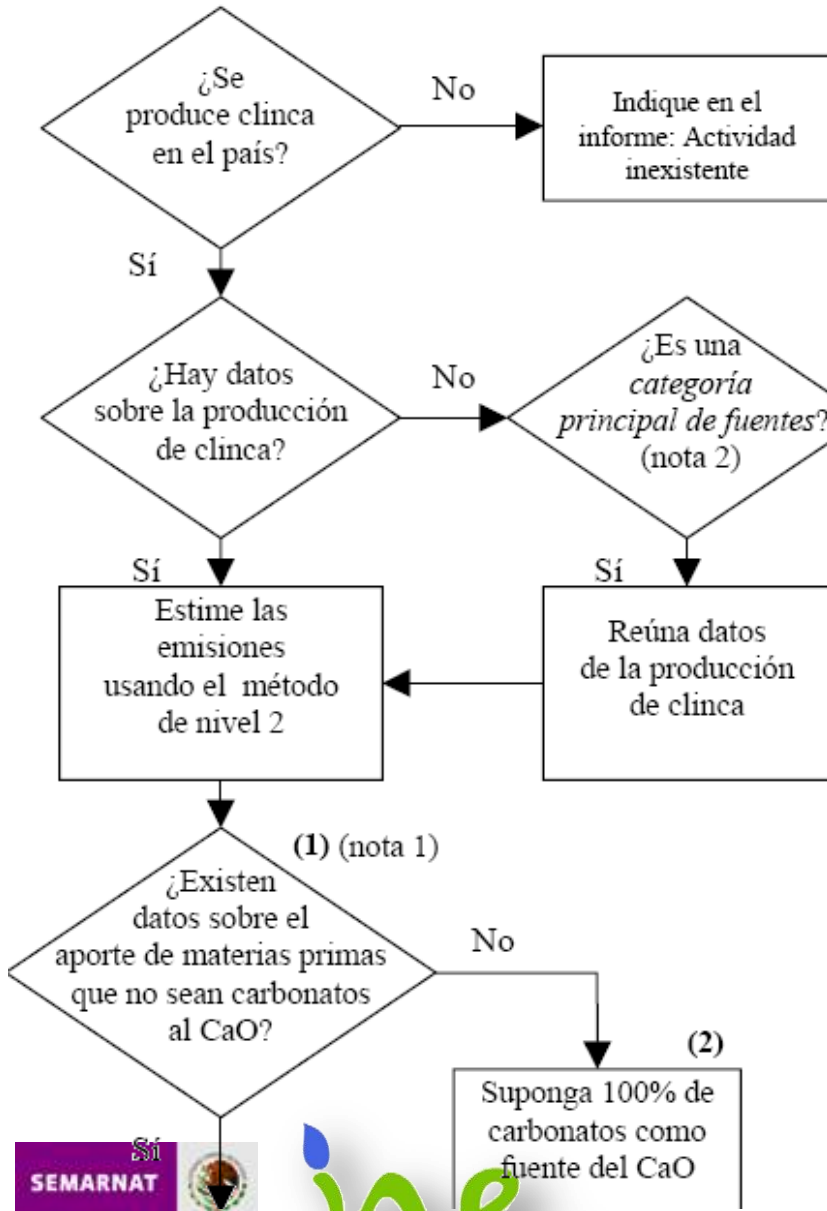 ¿Se
produce clinca
en el país?
No
Indique en el
informe: Actividad
inexistente
Sí
¿Hay datos
sobre la producción
de clinca?
No
¿Es una
categoría
principal de fuentes?
(nota 2)
Sí
Sí
Estime las
emisiones
usando el método
de nivel 2
Reúna datos
de la producción
de clinca
(1) (nota 1)
¿Existen
datos sobre el
aporte de materias primas
que no sean carbonatos
al CaO?
No
(2)
Suponga 100% de
carbonatos como
fuente del CaO
Sí
SEMARNAT
ine